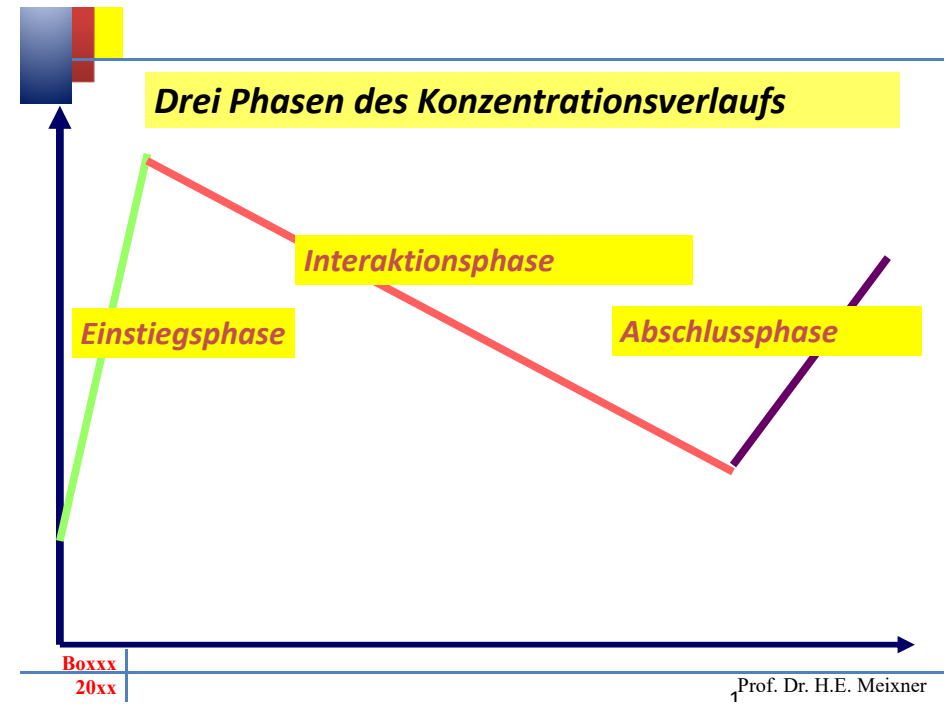 Drei Phasen des Konzentrationsverlaufs
Interaktionsphase
Einstiegsphase
Abschlussphase
Boxxx
20xx
1
Prof. Dr. H.E. Meixner